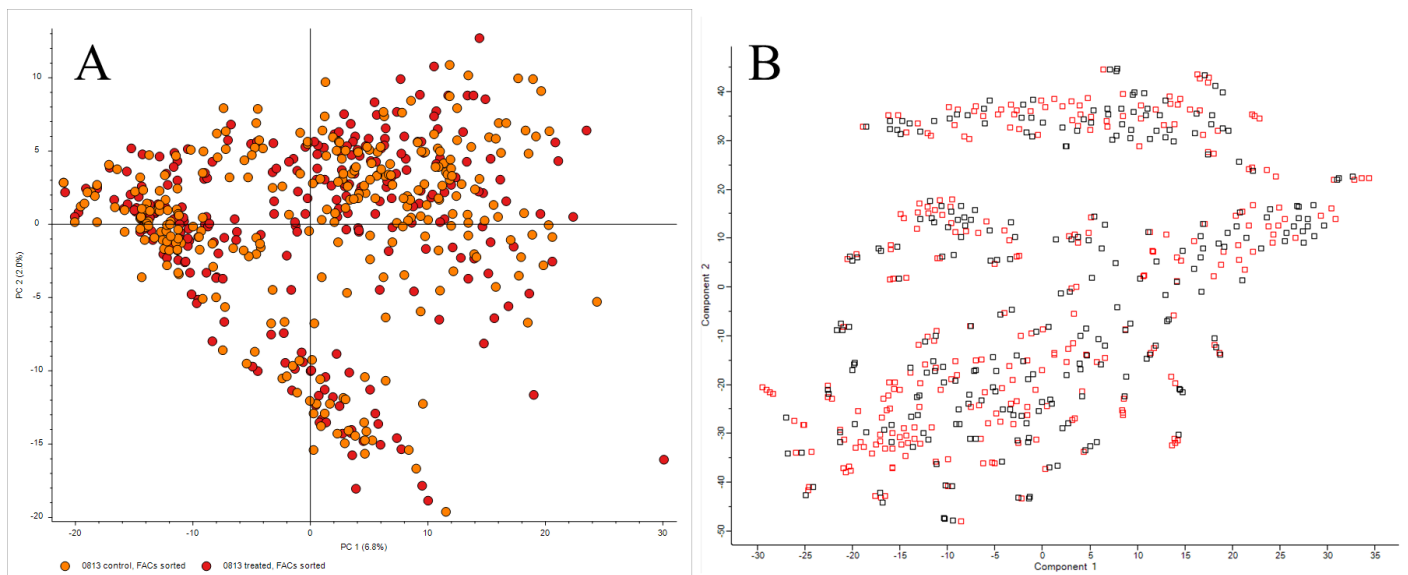 A
10
5
0
-5
-10
-15
-20
PC 2 (2.0%)
-20 -10 0 10 20 30
PC 1 (6.8%)
0813 control, FACs sorted 0813 treated, FACs sorted
B
40
30
20
10
0
-10
-20
-30
-40
-50
Component 2
-30 -25 -20 -15 -10 -5 0 5 10 15 20 25 30 35
Component 1